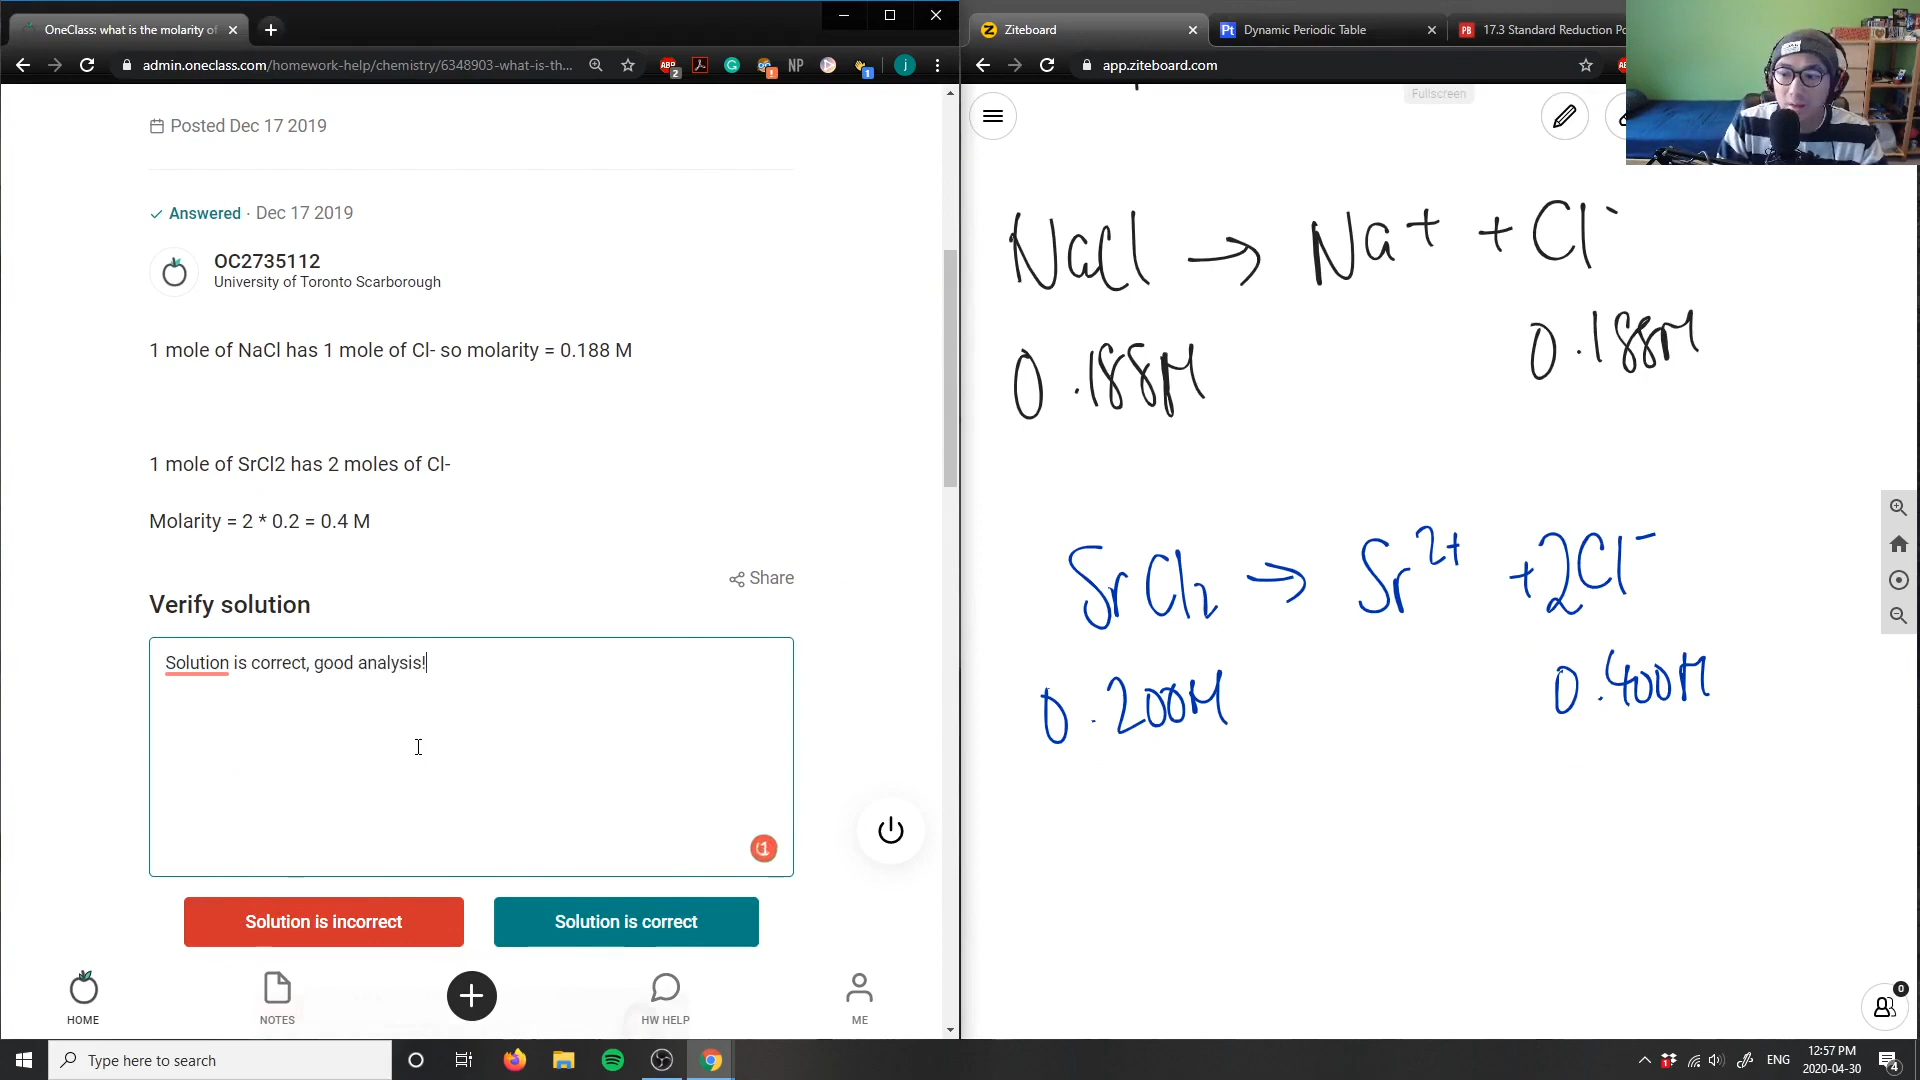 OneClass: what is the molarity of
admin.oneclass.com/homework-help/chemistry/6348903-what-is-th...
Posted Dec 17 2019
Answered · Dec 17 2019
OC2735112
University of Toronto Scarborough
1 mole of NaCl has 1 mole of Cl- so molarity = 0.188 M
1 mole of SrCl2 has 2 moles of Cl-
Molarity = 2 * 0.2 = 0.4 M
Share
Verify solution
Solution is correct, good analysis!
1
Solution is incorrect
Solution is correct
HOME
NOTES
HW HELP
ME
Ziteboard
Dynamic Periodic Table
17.3 Standard Reduction Po
app.ziteboard.com
Fullscreen
NaCl → Na+ + Cl-
0.188M 0.188M
SrCl2 → Sr2+ + 2Cl-
0.200M 0.400M
0
Type here to search
ENG
12:57 PM
2020-04-30
4